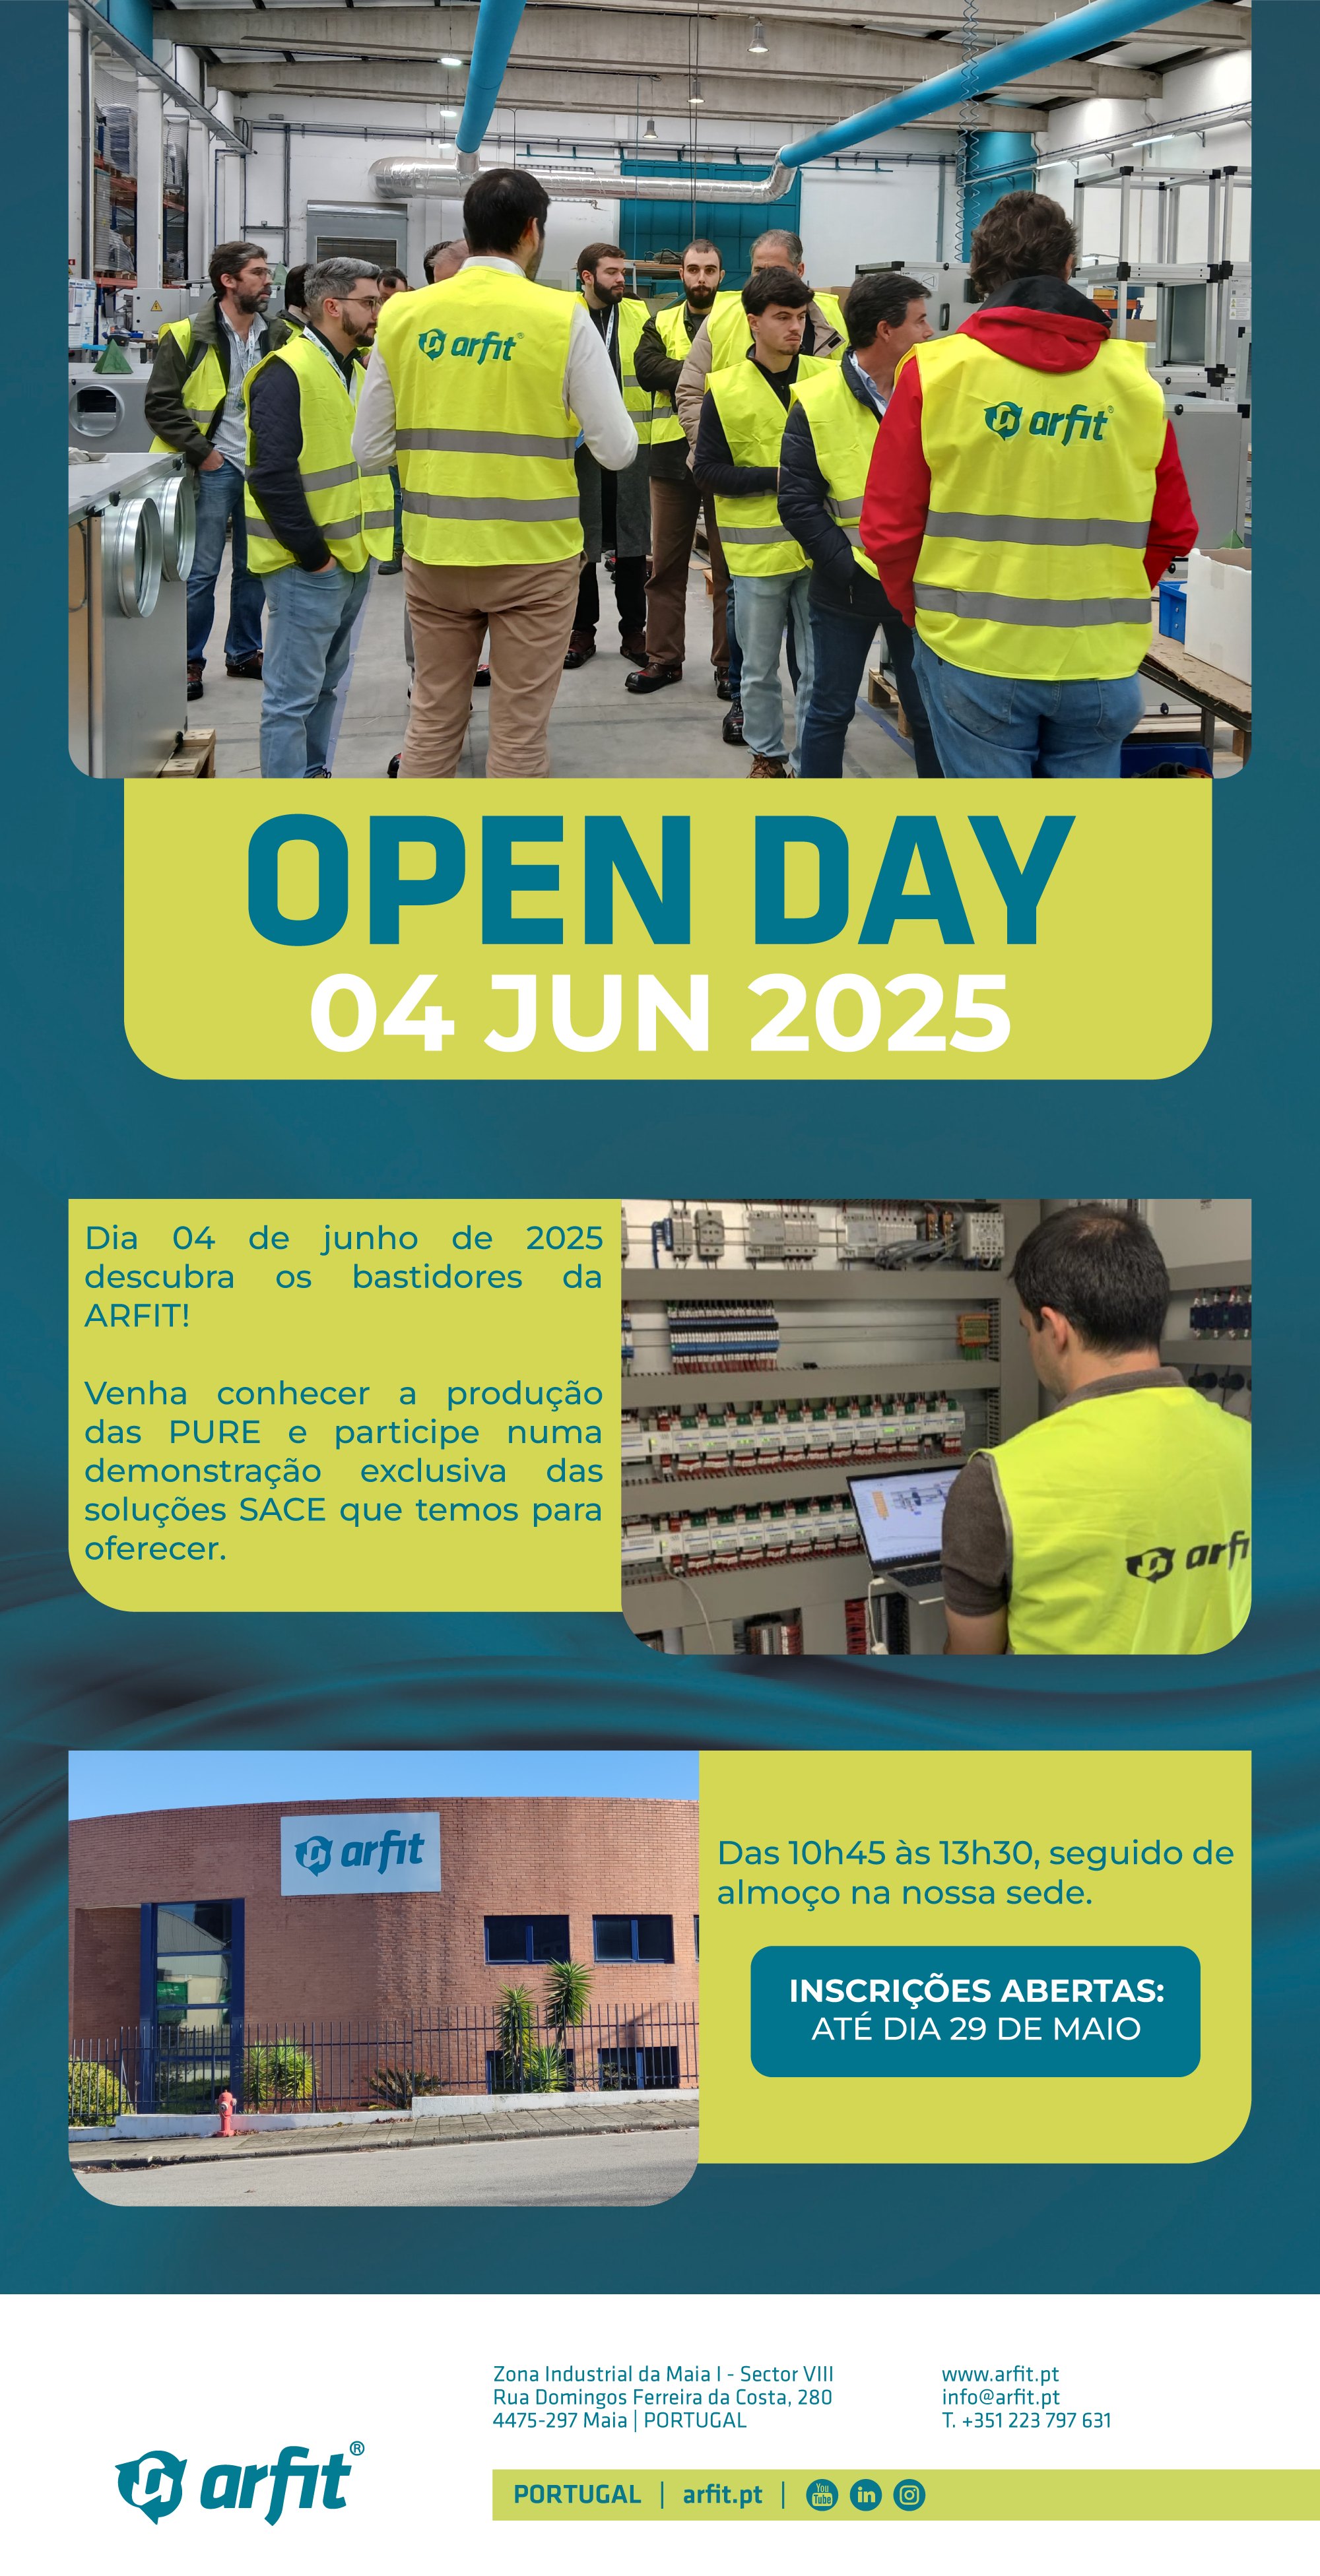 arfit
arfit
OPEN DAY
04 JUN 2025
Dia 04 de junho de 2025
descubra os bastidores da
ARFIT!
Venha conhecer a produção
das PURE e participe numa
demonstração exclusiva das
soluções SACE que temos para
oferecer.
arfi
arfit
Das 10h45 às 13h30, seguido de
almoço na nossa sede.
INSCRIÇÕES ABERTAS:
ATÉ DIA 29 DE MAIO
Zona Industrial da Maia I - Sector VIII
Rua Domingos Ferreira da Costa, 280
4475-297 Maia | PORTUGAL
www.arfit.pt
info@arfit.pt
T. +351 223 797 631
arfit®
PORTUGAL | arfit.pt | You Tube in